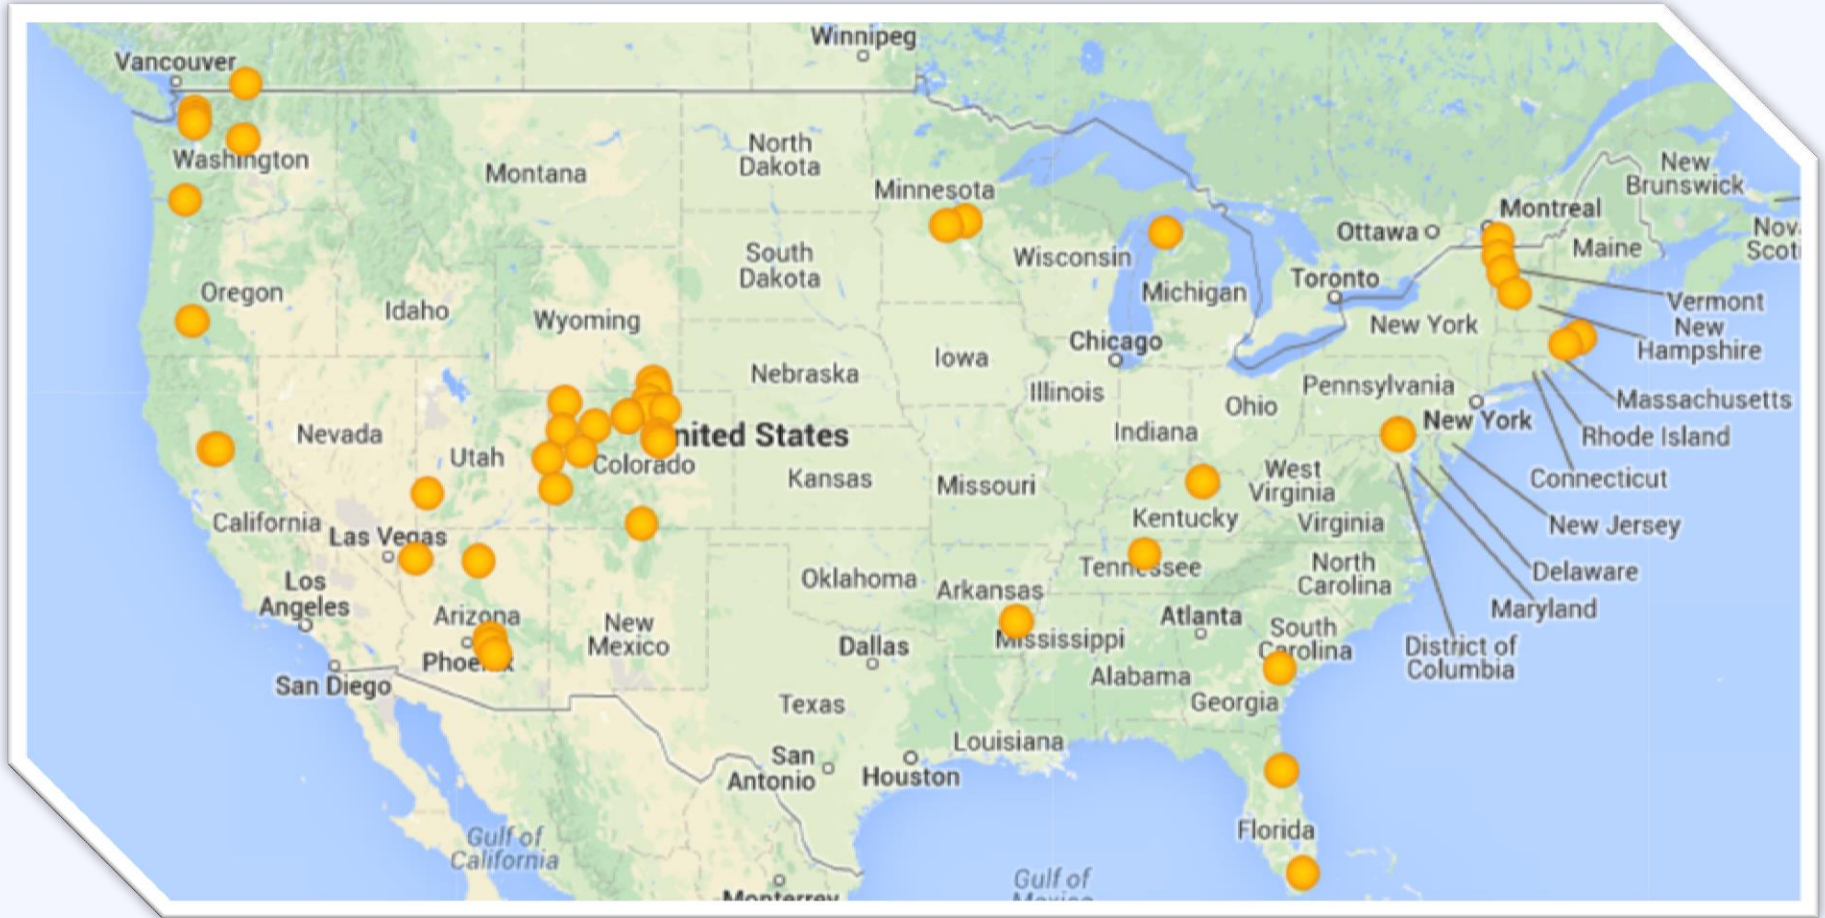 Winnipeg
Vancouver
Washington
Montana
North
Dakota
Minnesota
New
Brunswick
Montreal
Ottawa
Nov
Scoti
Maine
South
Dakota
Wisconsin
Toronto
Michigan
Oregon
Idaho
Wyoming
Vermont
New
Hampshire
New York
Chicago
Iowa
Nebraska
Illinois
Pennsylvania
Massachusetts
Ohio
New York
Rhode Island
Nevada
Utah
nited States
Colorado
Indiana
Kansas
Missouri
West
Virginia
Connecticut
California
Las Vegas
Kentucky
Virginia
New Jersey
Los
Angeles
Oklahoma
Arkansas
Tennessee
North
Carolina
Delaware
Arizona
New
Mexico
Maryland
Atlanta
South
Carolina
Phoenix
Dallas
Mississippi
District of
Columbia
San Diego
Alabama
Texas
Georgia
Louisiana
San
Antonio
Houston
Gulf of
California
Florida
Gulf of
Mexico
Monterrey